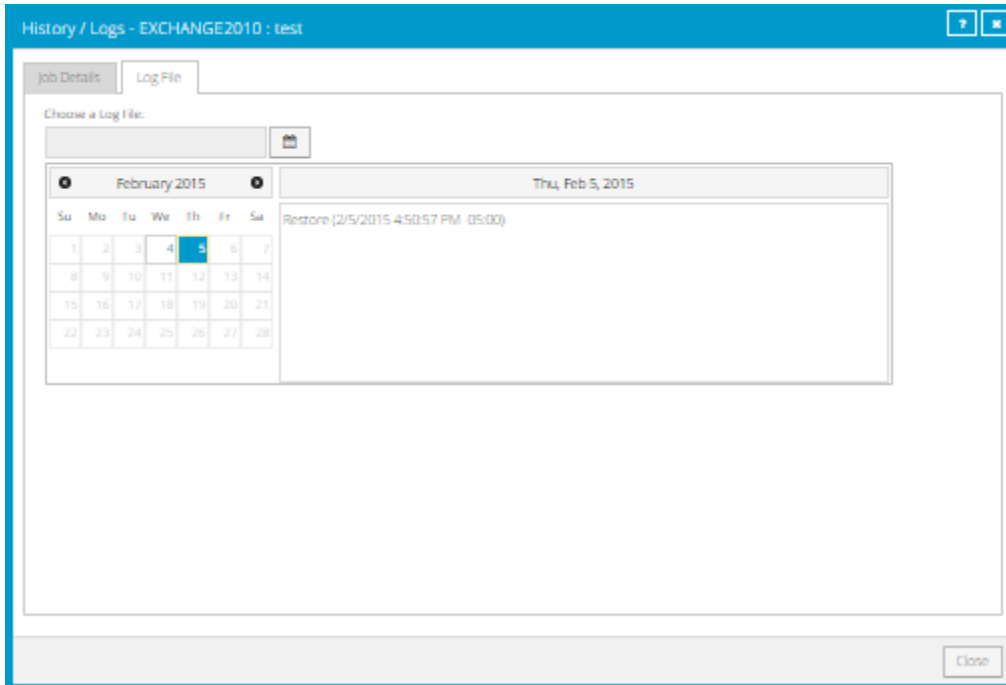 History / Logs - EXCHANGE2010 : test
Job Details Log File
Choose a Log File:
February 2015 Thu, Feb 5, 2015
Su Mo Tu We Th Fr Sa
Restore (2/5/2015 4:50:57 PM -05:00)
1 2 3 4 5 6 7
8 9 10 11 12 13 14
15 16 17 18 19 20 21
22 23 24 25 26 27 28
Close